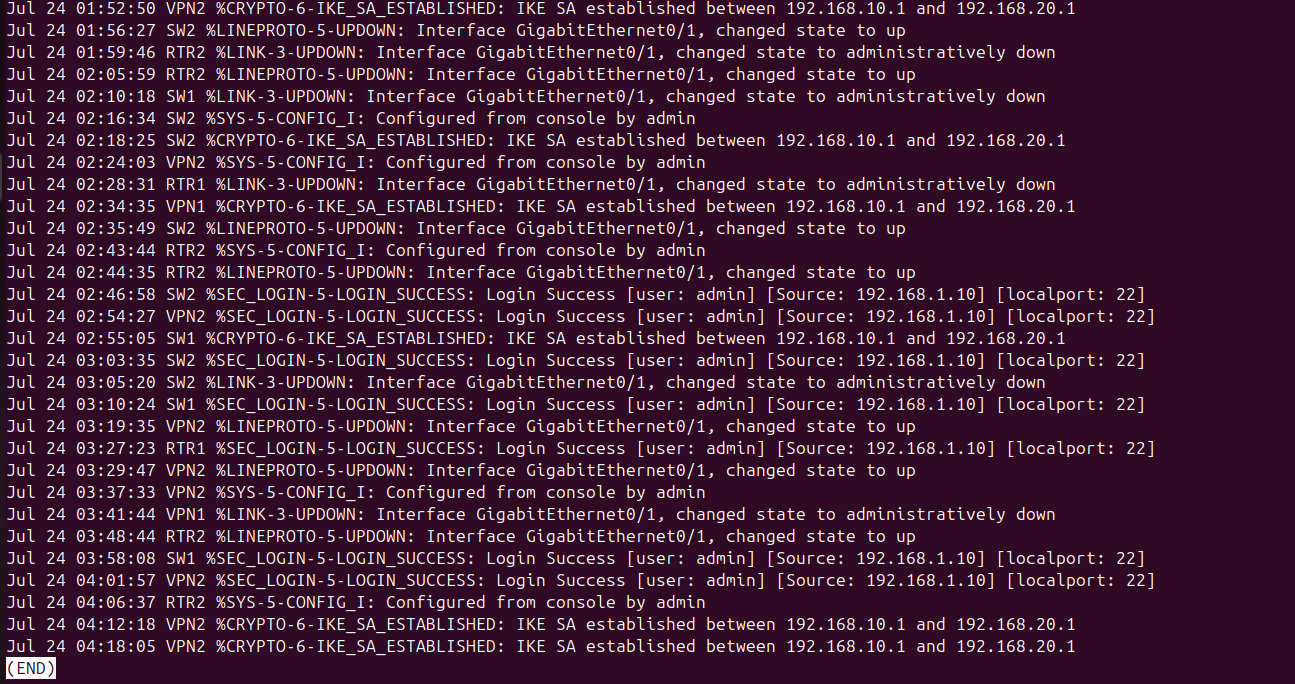 Jul 24 01:52:50 VPN2 %CRYPTO-6-IKE_SA_ESTABLISHED: IKE SA established between 192.168.10.1 and 192.168.20.1
Jul 24 01:56:27 SW2 %LINEPROTO-5-UPDOWN: Interface GigabitEthernet0/1, changed state to up
Jul 24 01:59:46 RTR2 %LINK-3-UPDOWN: Interface GigabitEthernet0/1, changed state to administratively down
Jul 24 02:05:59 RTR2 %LINEPROTO-5-UPDOWN: Interface GigabitEthernet0/1, changed state to up
Jul 24 02:10:18 SW1 %LINK-3-UPDOWN: Interface GigabitEthernet0/1, changed state to administratively down
Jul 24 02:16:34 SW2 %SYS-5-CONFIG_I: Configured from console by admin
Jul 24 02:18:25 SW2 %CRYPTO-6-IKE_SA_ESTABLISHED: IKE SA established between 192.168.10.1 and 192.168.20.1
Jul 24 02:24:03 VPN2 %SYS-5-CONFIG_I: Configured from console by admin
Jul 24 02:28:31 RTR1 %LINK-3-UPDOWN: Interface GigabitEthernet0/1, changed state to administratively down
Jul 24 02:34:35 VPN1 %CRYPTO-6-IKE_SA_ESTABLISHED: IKE SA established between 192.168.10.1 and 192.168.20.1
Jul 24 02:35:49 SW2 %LINEPROTO-5-UPDOWN: Interface GigabitEthernet0/1, changed state to up
Jul 24 02:43:44 RTR2 %SYS-5-CONFIG_I: Configured from console by admin
Jul 24 02:44:35 RTR2 %LINEPROTO-5-UPDOWN: Interface GigabitEthernet0/1, changed state to up
Jul 24 02:46:58 SW2 %SEC_LOGIN-5-LOGIN_SUCCESS: Login Success [user: admin] [Source: 192.168.1.10] [localport: 22]
Jul 24 02:54:27 VPN2 %SEC_LOGIN-5-LOGIN_SUCCESS: Login Success [user: admin] [Source: 192.168.1.10] [localport: 22]
Jul 24 02:55:05 SW1 %CRYPTO-6-IKE_SA_ESTABLISHED: IKE SA established between 192.168.10.1 and 192.168.20.1
Jul 24 03:03:35 SW2 %SEC_LOGIN-5-LOGIN_SUCCESS: Login Success [user: admin] [Source: 192.168.1.10] [localport: 22]
Jul 24 03:05:20 SW2 %LINK-3-UPDOWN: Interface GigabitEthernet0/1, changed state to administratively down
Jul 24 03:10:24 SW1 %SEC_LOGIN-5-LOGIN_SUCCESS: Login Success [user: admin] [Source: 192.168.1.10] [localport: 22]
Jul 24 03:19:35 VPN2 %LINEPROTO-5-UPDOWN: Interface GigabitEthernet0/1, changed state to up
Jul 24 03:27:23 RTR1 %SEC_LOGIN-5-LOGIN_SUCCESS: Login Success [user: admin] [Source: 192.168.1.10] [localport: 22]
Jul 24 03:29:47 VPN2 %LINEPROTO-5-UPDOWN: Interface GigabitEthernet0/1, changed state to up
Jul 24 03:37:33 VPN2 %SYS-5-CONFIG_I: Configured from console by admin
Jul 24 03:41:44 VPN1 %LINK-3-UPDOWN: Interface GigabitEthernet0/1, changed state to administratively down
Jul 24 03:48:44 RTR2 %LINEPROTO-5-UPDOWN: Interface GigabitEthernet0/1, changed state to up
Jul 24 03:58:08 SW1 %SEC_LOGIN-5-LOGIN_SUCCESS: Login Success [user: admin] [Source: 192.168.1.10] [localport: 22]
Jul 24 04:01:57 VPN2 %SEC_LOGIN-5-LOGIN_SUCCESS: Login Success [user: admin] [Source: 192.168.1.10] [localport: 22]
Jul 24 04:06:37 RTR2 %SYS-5-CONFIG_I: Configured from console by admin
Jul 24 04:12:18 VPN2 %CRYPTO-6-IKE_SA_ESTABLISHED: IKE SA established between 192.168.10.1 and 192.168.20.1
Jul 24 04:18:05 VPN2 %CRYPTO-6-IKE_SA_ESTABLISHED: IKE SA established between 192.168.10.1 and 192.168.20.1
(END)